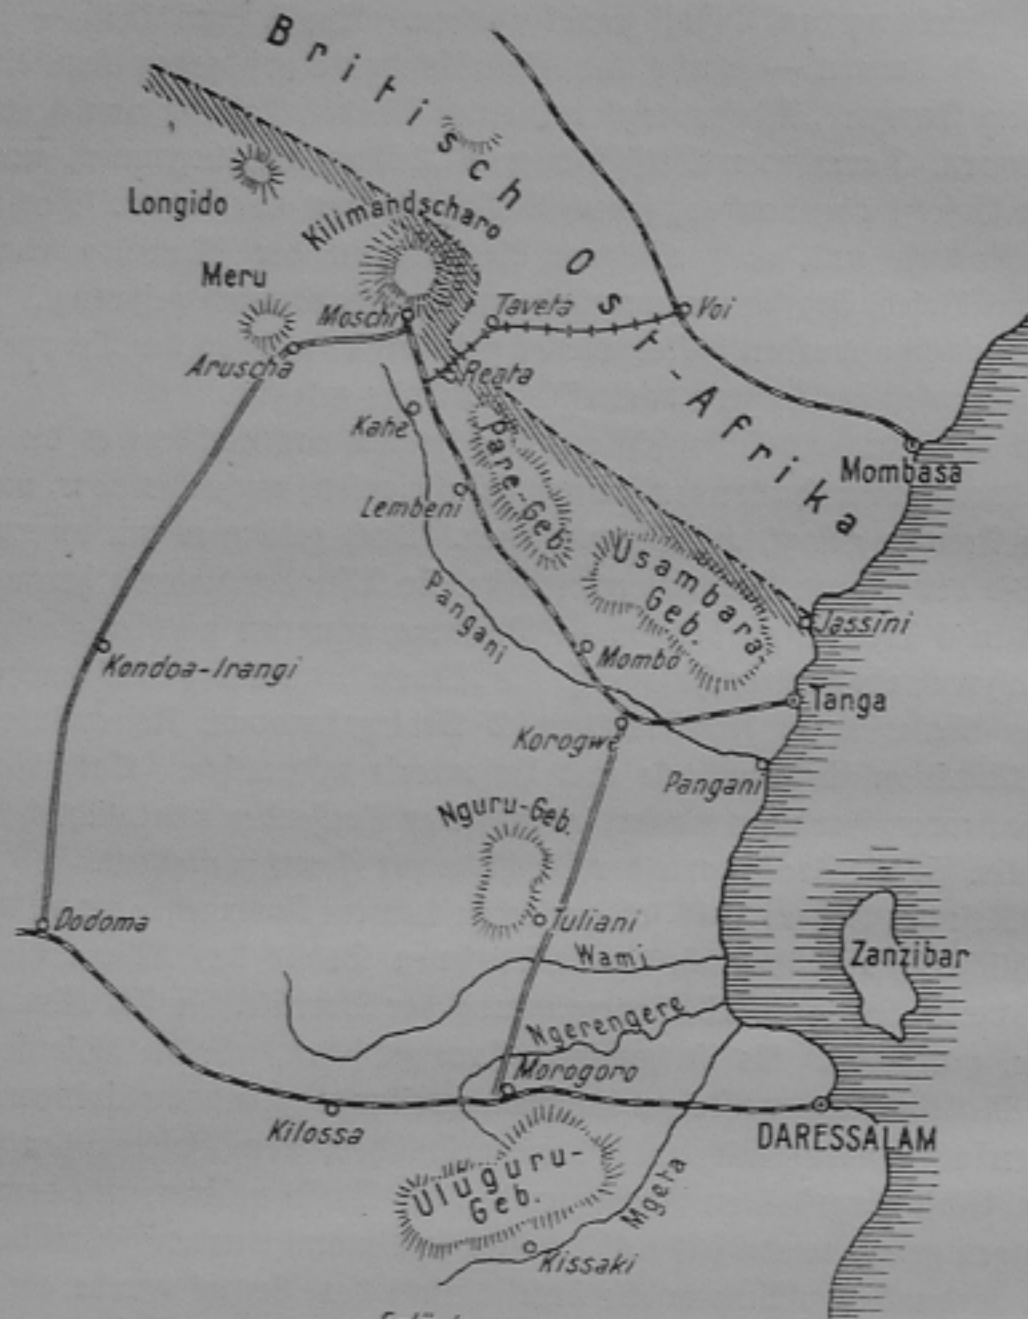 Britisch Ost-Afrika
Longido
Kilimandscharo
Meru
Moschi
Taveta
Voi
Aruscha
Reata
Kahe
Pare-Geb.
Mombasa
Lembeni
Usambara
Geb.
Pangani
Jassini
Kondoa-Irangi
Mombo
Tanga
Korogwe
Pangani
Nguru-Geb.
Dodoma
Tuliani
Wami
Zanzibar
Ngerengere
Morogoro
Kilossa
DARESSALAM
Uluguru-
Geb.
Mgeta
Kissaki